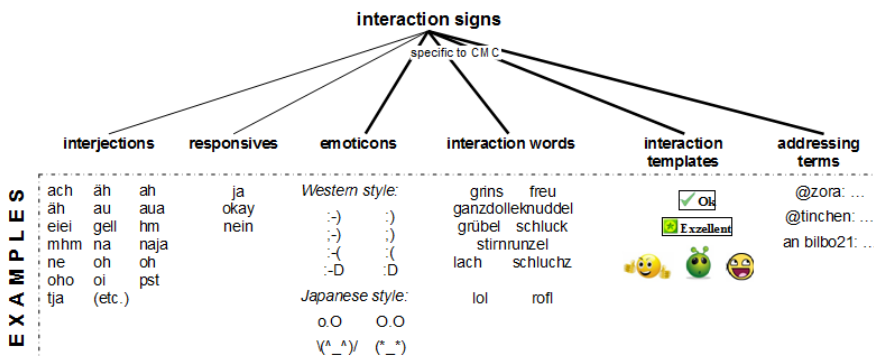 interaction signs
specific to CMC
interjections responsives emoticons interaction words interaction templates addressing terms
EXAMPLES
ach äh ah
äh au aua
eiei gell hm
mhm na naja
ne oh oh
oho oi pst
tja (etc.)
ja
okay
nein
Western style:
:-) :)
;-) ;)
:-( :(
:-D :D
Japanese style:
o.O O.O
\(^_^)/ (*_*)
grins freu
ganzdolleknuddel
grübel schluck
stirnrunzel
lach schluchz
lol rofl
Ok
Exzellent
@zora: ...
@tinchen: ...
an bilbo21: ...